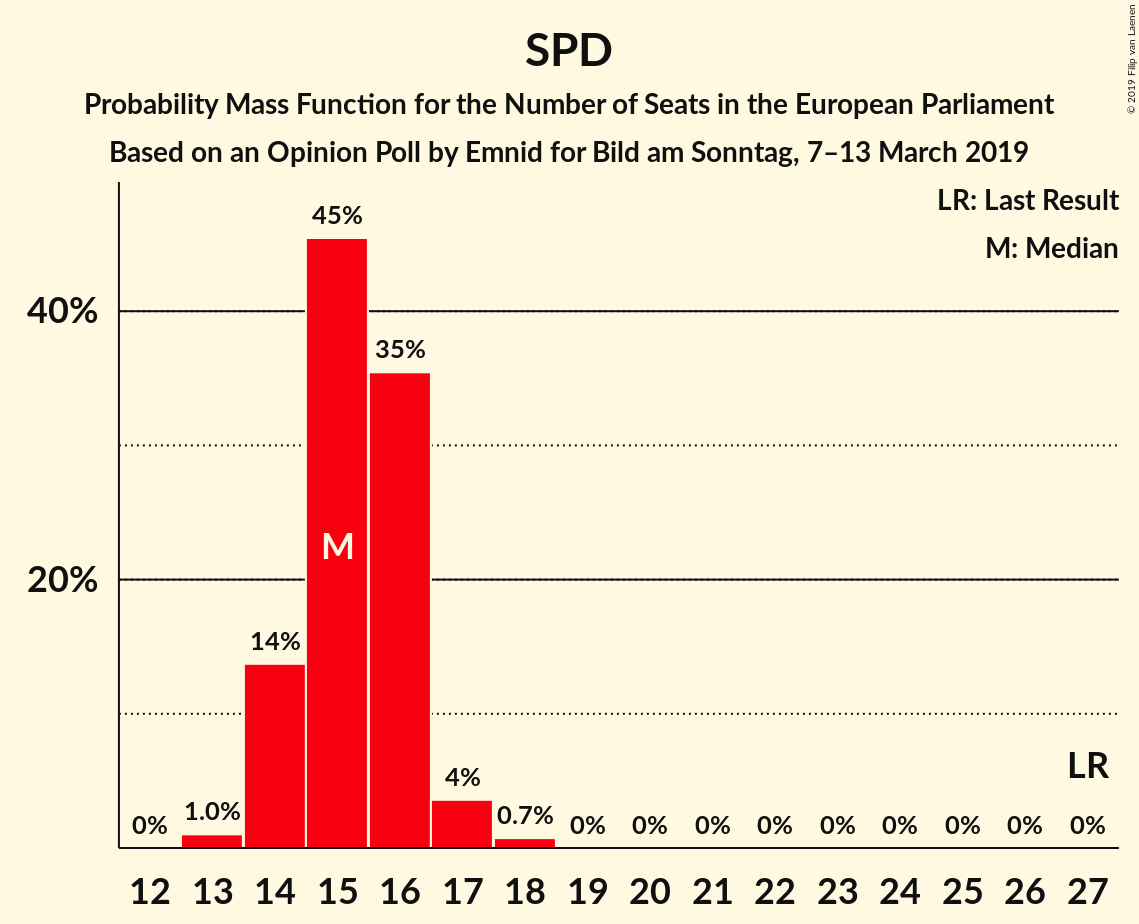 SPD
Probability Mass Function for the Number of Seats in the European Parliament
Based on an Opinion Poll by Emnid for Bild am Sonntag, 7–13 March 2019
© 2019 Filip van Laenen
LR: Last Result
M: Median
45%
40%
35%
M
20%
14%
LR
4%
0% 1.0% 0.7% 0% 0% 0% 0% 0% 0% 0% 0% 0%
12 13 14 15 16 17 18 19 20 21 22 23 24 25 26 27